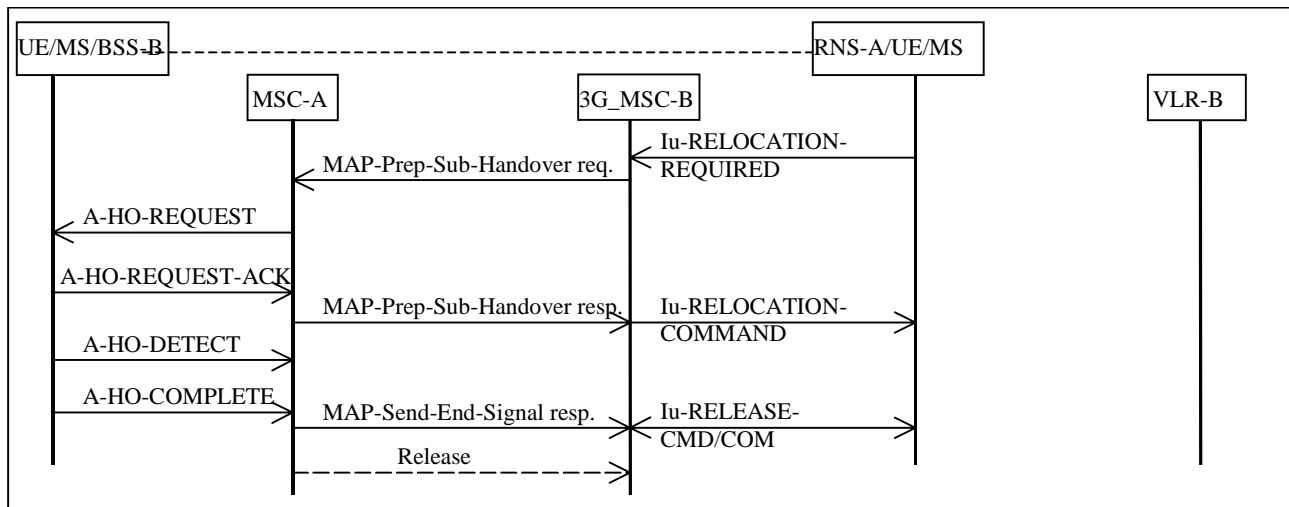 UE/MS/BSS-B
RNS-A/UE/MS
MSC-A
3G_MSC-B
VLR-B
Iu-RELOCATION-
REQUIRED
MAP-Prep-Sub-Handover req.
A-HO-REQUEST
A-HO-REQUEST-ACK
MAP-Prep-Sub-Handover resp.
Iu-RELOCATION-
COMMAND
A-HO-DETECT
A-HO-COMPLETE
MAP-Send-End-Signal resp.
Iu-RELEASE-
CMD/COM
Release